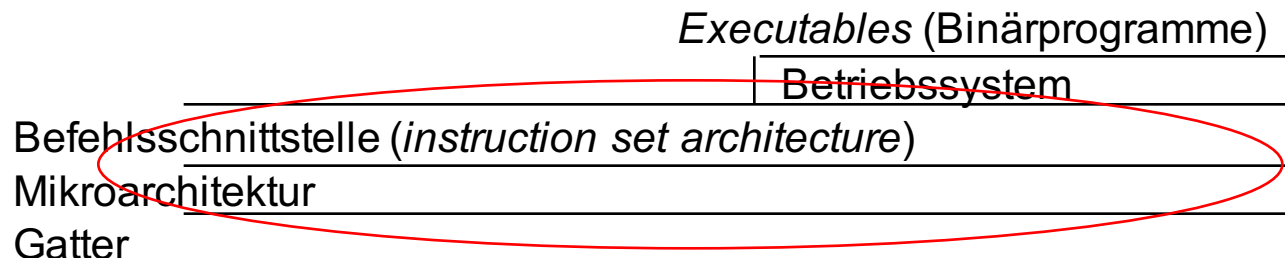 Executables (Binärprogramme)
Betriebssystem
Befehlsschnittstelle (instruction set architecture)
Mikroarchitektur
Gatter